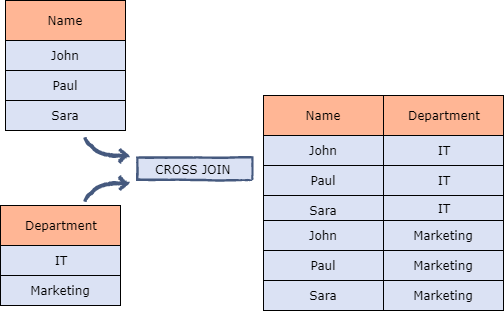 Name
John
Paul
Sara
CROSS JOIN
Department
IT
Marketing
Name Department
John IT
Paul IT
Sara IT
John Marketing
Paul Marketing
Sara Marketing